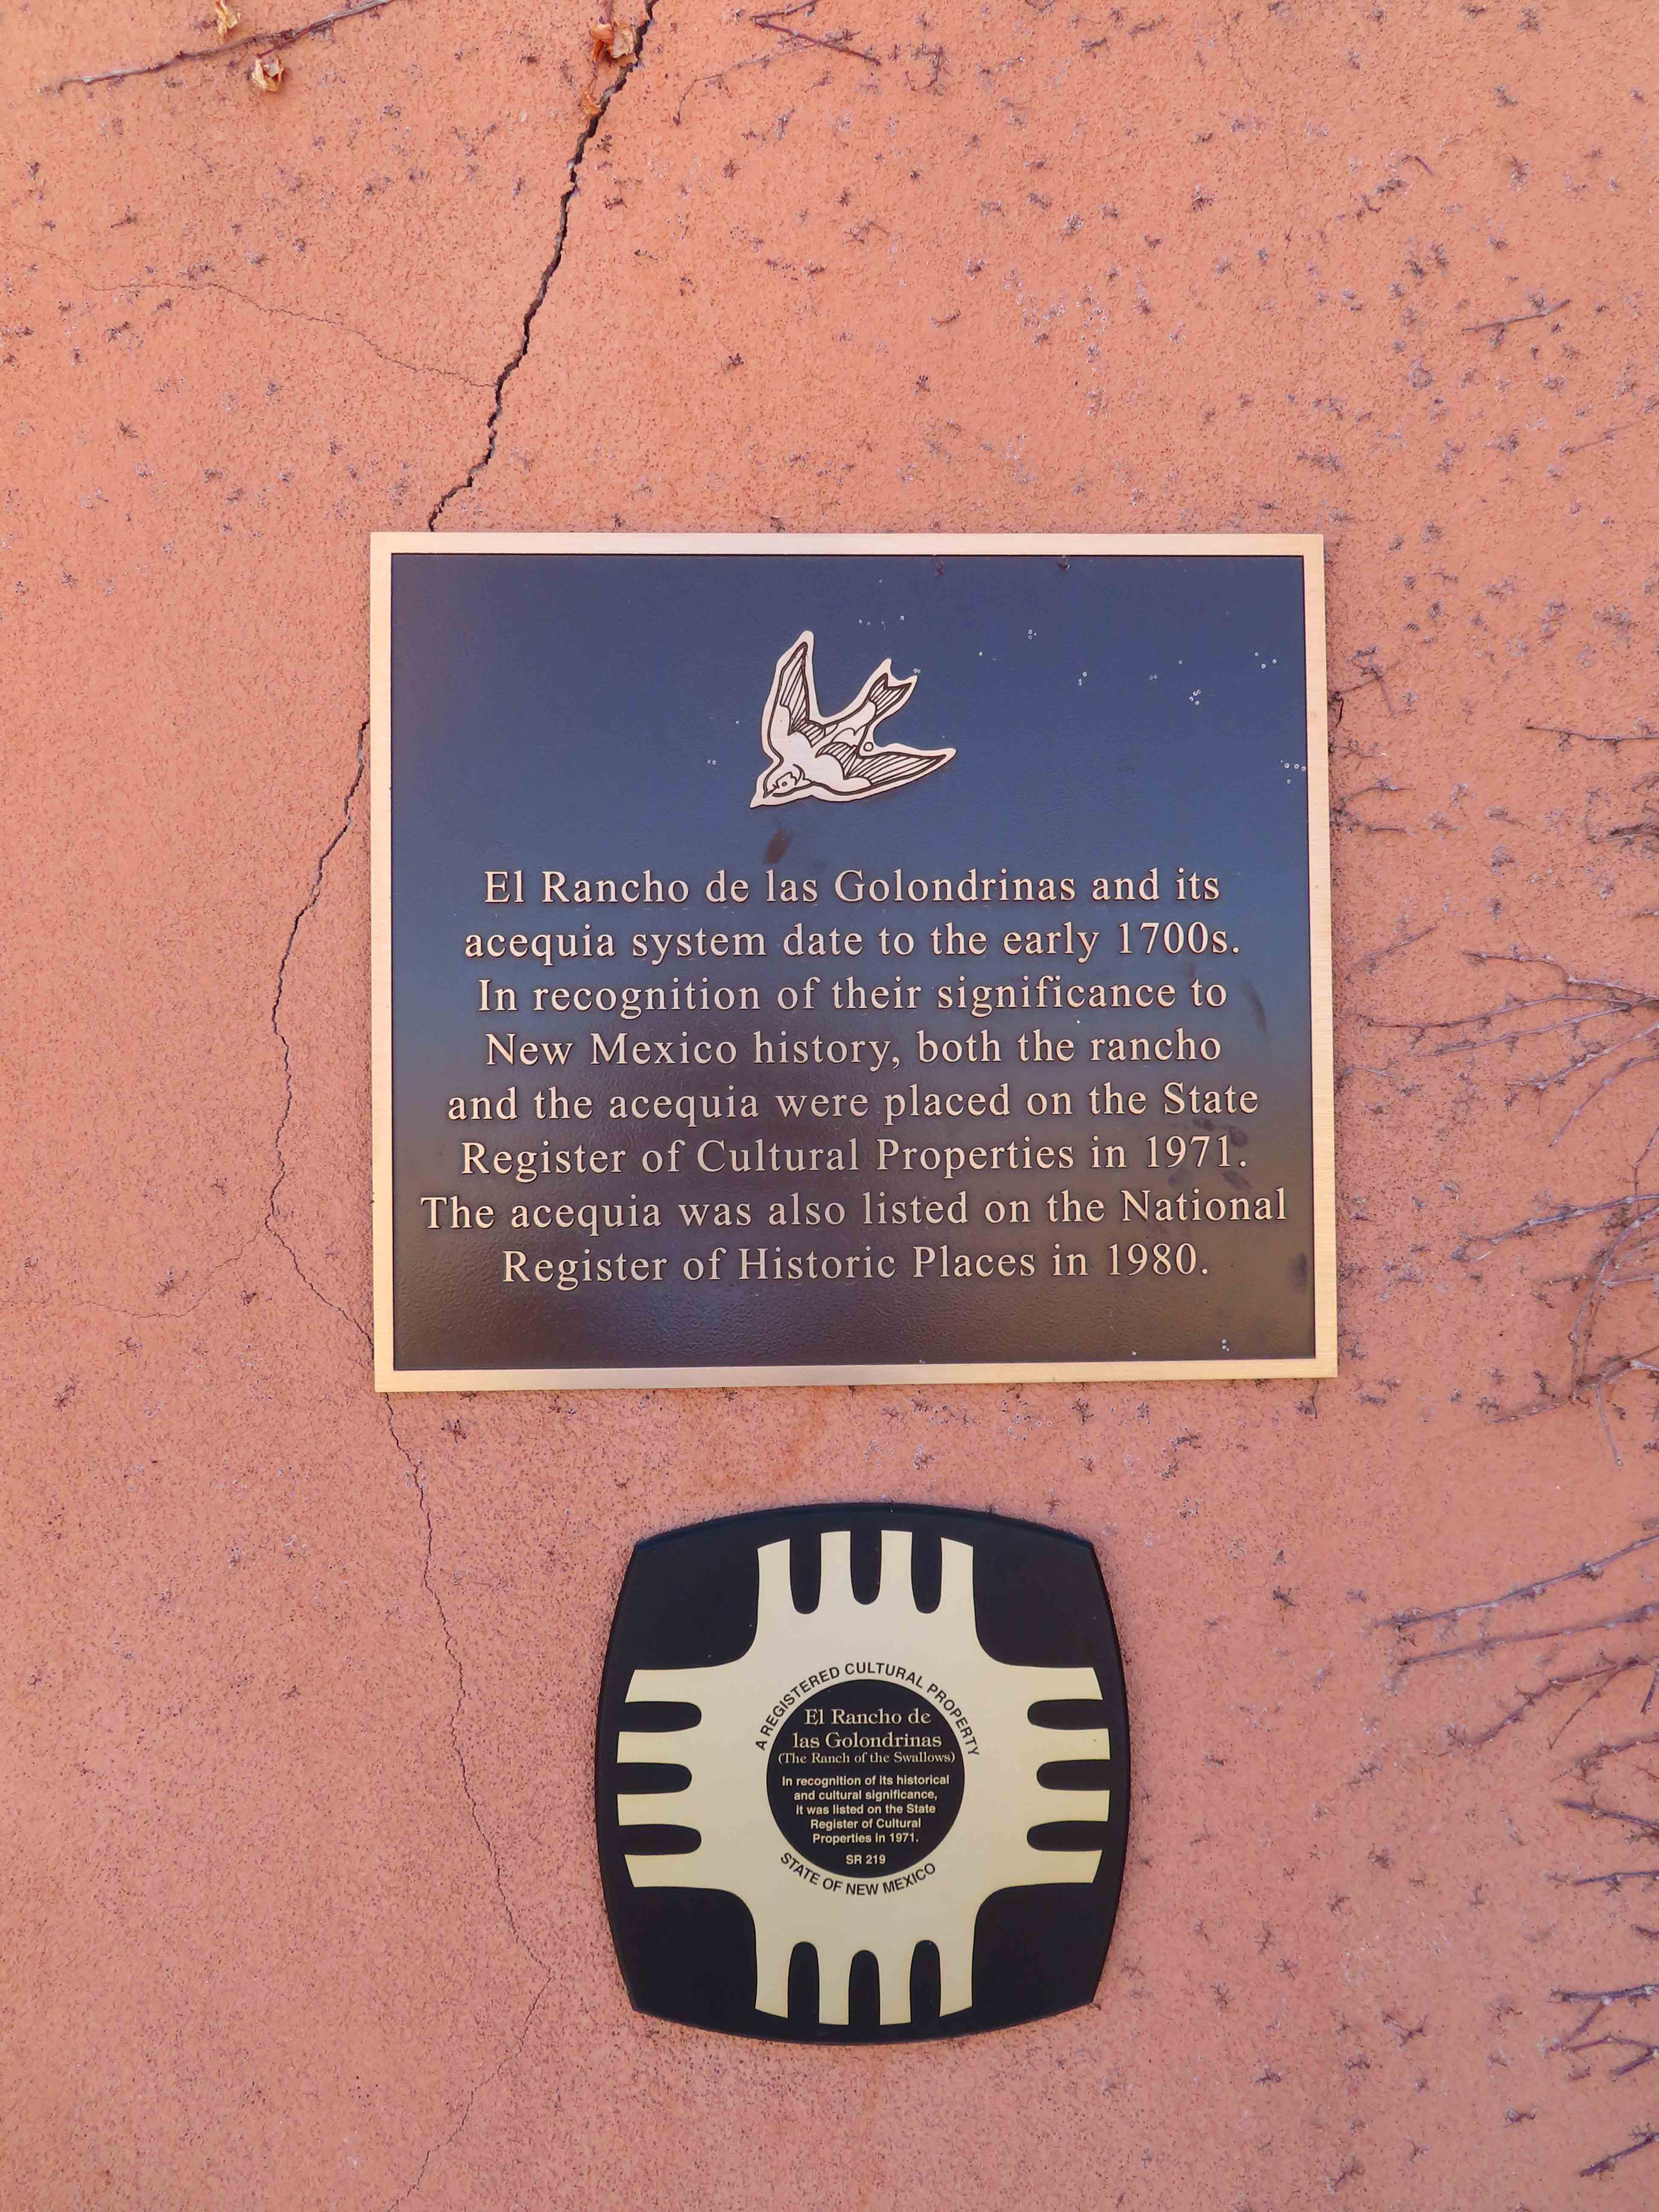 El Rancho de las Golondrinas and its
acequia system date to the early 1700s.
In recognition of their significance to
New Mexico history, both the rancho
and the acequia were placed on the State
Register of Cultural Properties in 1971.
The acequia was also listed on the National
Register of Historic Places in 1980.
A REGISTERED CULTURAL PROPERTY
El Rancho de
las Golondrinas
(The Ranch of the Swallows)
In recognition of its historical
and cultural significance,
it was listed on the State
Register of Cultural
Properties in 1971.
SR 219
STATE OF NEW MEXICO